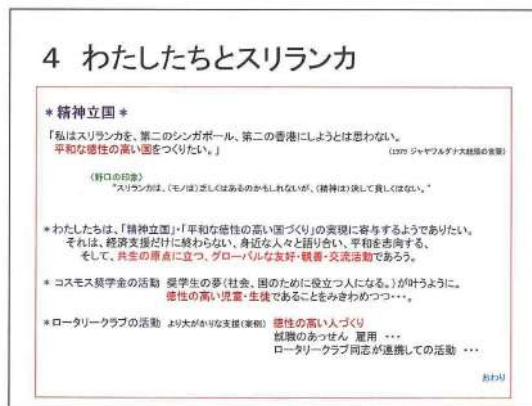 4 わたしたちとスリランカ
*精神立国*
「私はスリランカを、第二のシンガポール、第二の香港にしようとは思わない。
平和な徳性の高い国をつくりたい。」 (1979 ジャヤワルダナ大統領の言葉)
〈野口の印象〉
"スリランカは、(モノは)乏しくはあるのかもしれないが、(精神は)決して貧しくはない。"
*わたしたちは、「精神立国」・「平和な徳性の高い国づくり」の実現に寄与するようでありたい。
それは、経済支援だけに終わらない、身近な人々と語り合い、平和を志向する、
そして、共生の原点に立つ、グローバルな友好・親善・交流活動であろう。
* コスモス奨学金の活動 奨学生の夢(社会、国のために役立つ人になる。)が叶うように。
徳性の高い児童・生徒であることをみきわめつつ・・・。
*ロータリークラブの活動 より大がかりな支援(案例) 徳性の高い人づくり
就職のあっせん 雇用 ・・・
ロータリークラブ同志が連携しての活動 ・・・
おわり